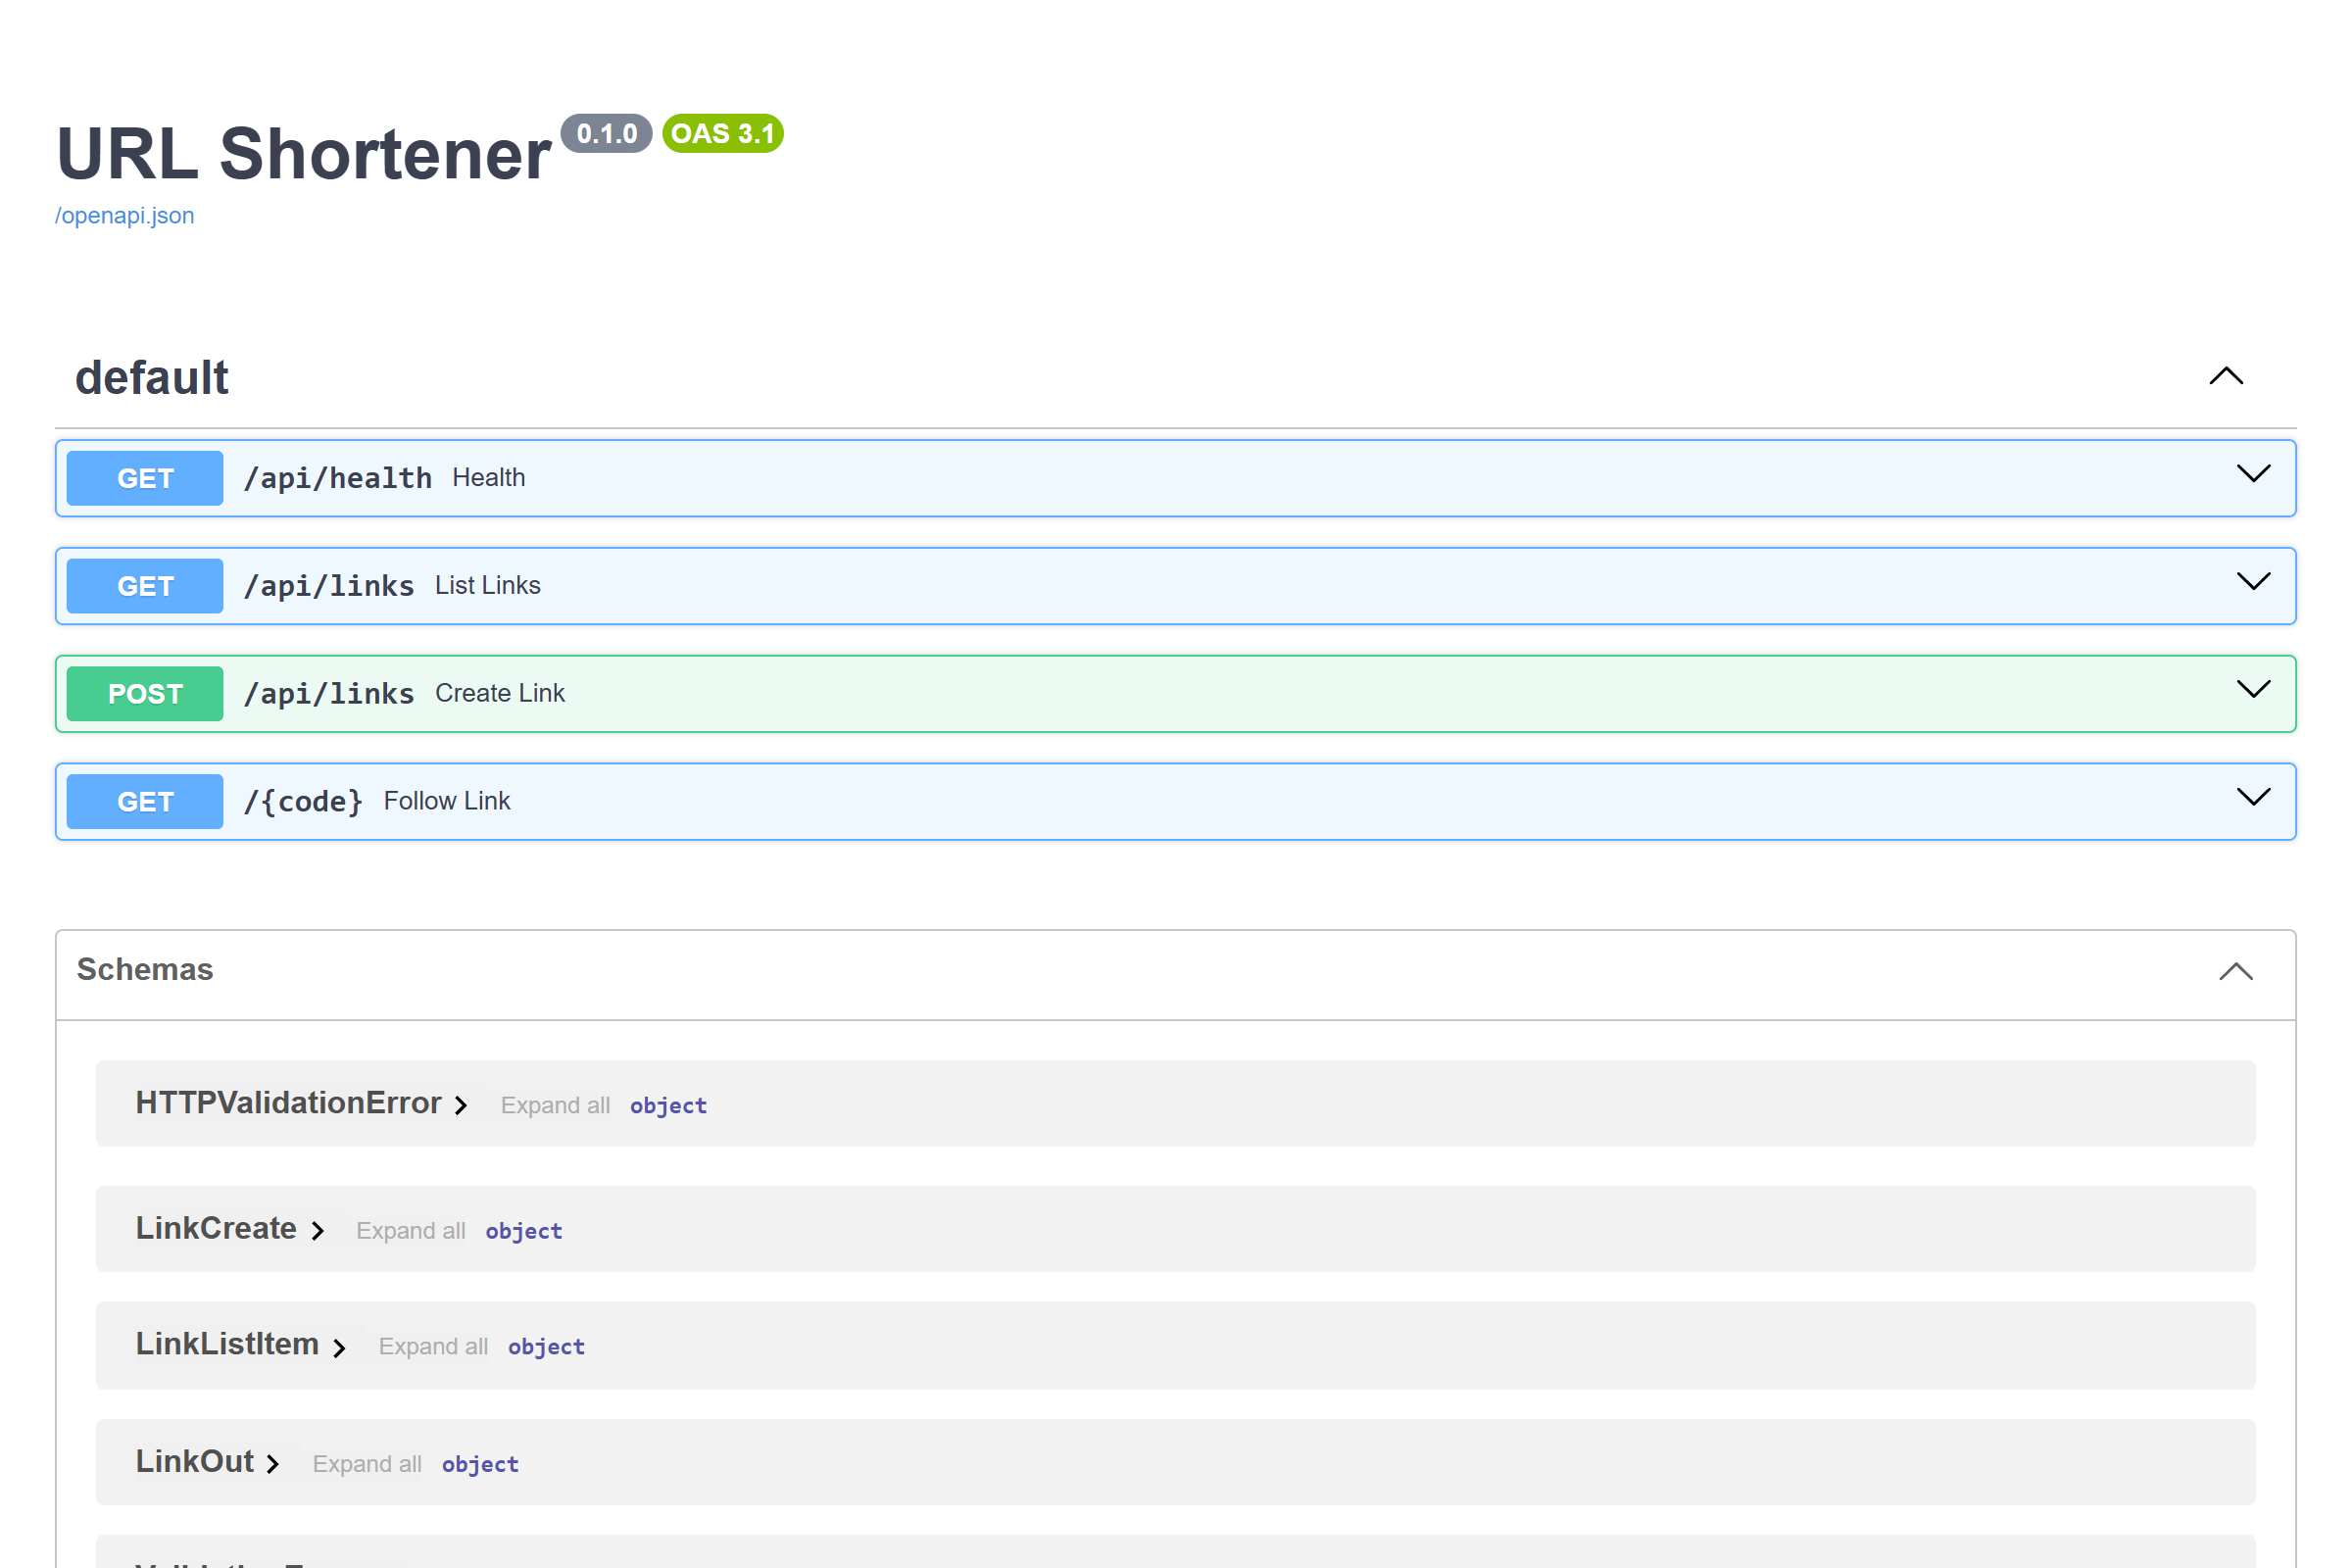 URL Shortener 0.1.0 OAS 3.1
/openapi.json
default
GET /api/health Health
GET /api/links List Links
POST /api/links Create Link
GET /{code} Follow Link
Schemas
HTTPValidationError Expand all object
LinkCreate Expand all object
LinkListItem Expand all object
LinkOut Expand all object